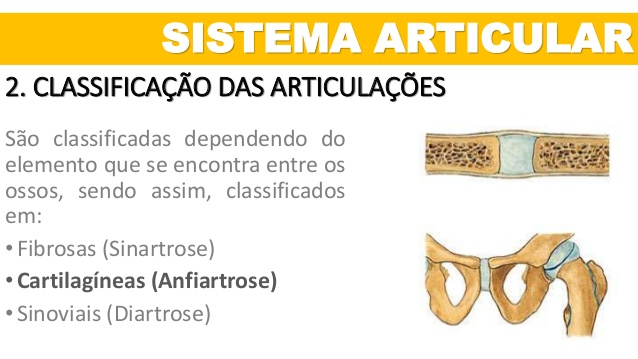 SISTEMA ARTICULAR
2. CLASSIFICAÇÃO DAS ARTICULAÇÕES
São classificadas dependendo do
elemento que se encontra entre os
ossos, sendo assim, classificados
em:
• Fibrosas (Sinartrose)
• Cartilagíneas (Anfiartrose)
• Sinoviais (Diartrose)